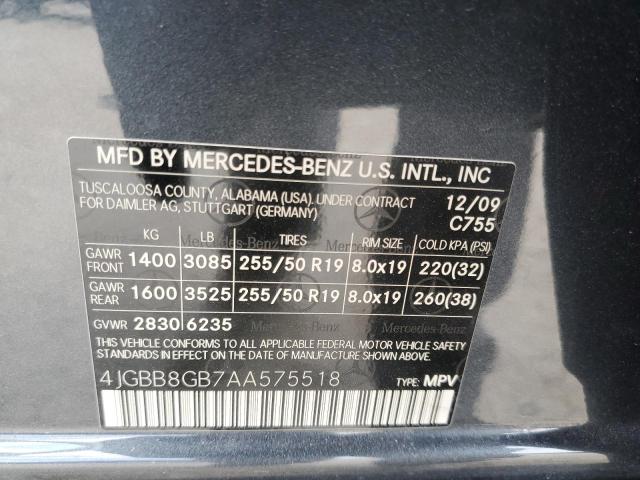 MFD BY MERCEDES-BENZ U.S. INTL., INC
TUSCALOOSA COUNTY, ALABAMA (USA) UNDER CONTRACT 12/09
FOR DAIMLER AG, STUTTGART (GERMANY) C755
KG LB TIRES RIM SIZE COLD KPA (PSI)
GAWR FRONT 1400 3085 255/50 R19 8.0x19 220(32)
GAWR REAR 1600 3525 255/50 R19 8.0x19 260(38)
GVWR 2830 6235
THIS VEHICLE CONFORMS TO ALL APPLICABLE FEDERAL MOTOR VEHICLE SAFETY
AND THEFT PREVENTION STANDARDS IN EFFECT ON THE DATE OF MANUFACTURE SHOWN ABOVE.
4JGBB8GB7AA575518 TYPE: MPV